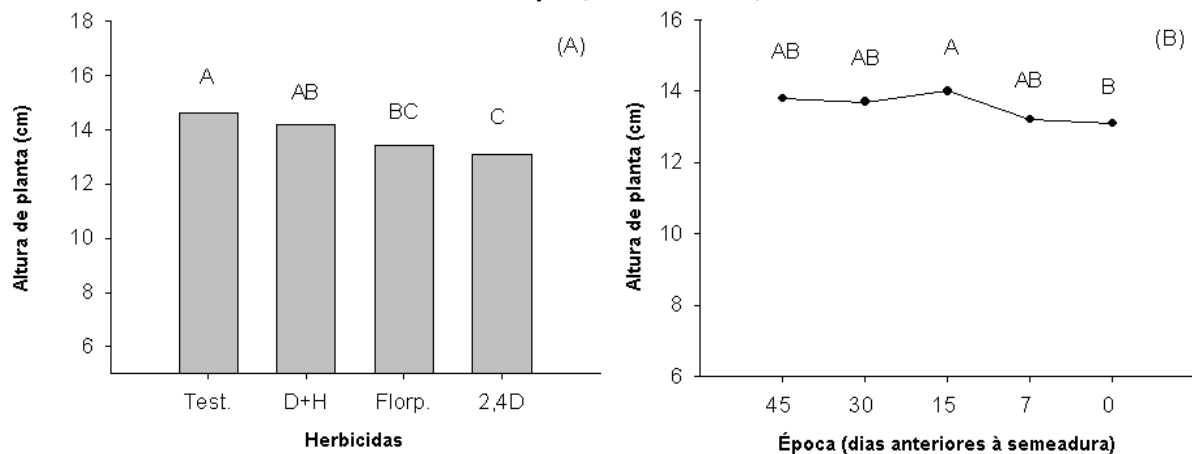 18
16
14
12
10
8
6
Altura de planta (cm)
(A)
A
AB
BC
C
Test.
D+H
Florp.
2,4D
Herbicidas
16
14
12
10
8
6
Altura de planta (cm)
(B)
AB
AB
A
AB
B
45
30
15
7
0
Época (dias anteriores à semeadura)